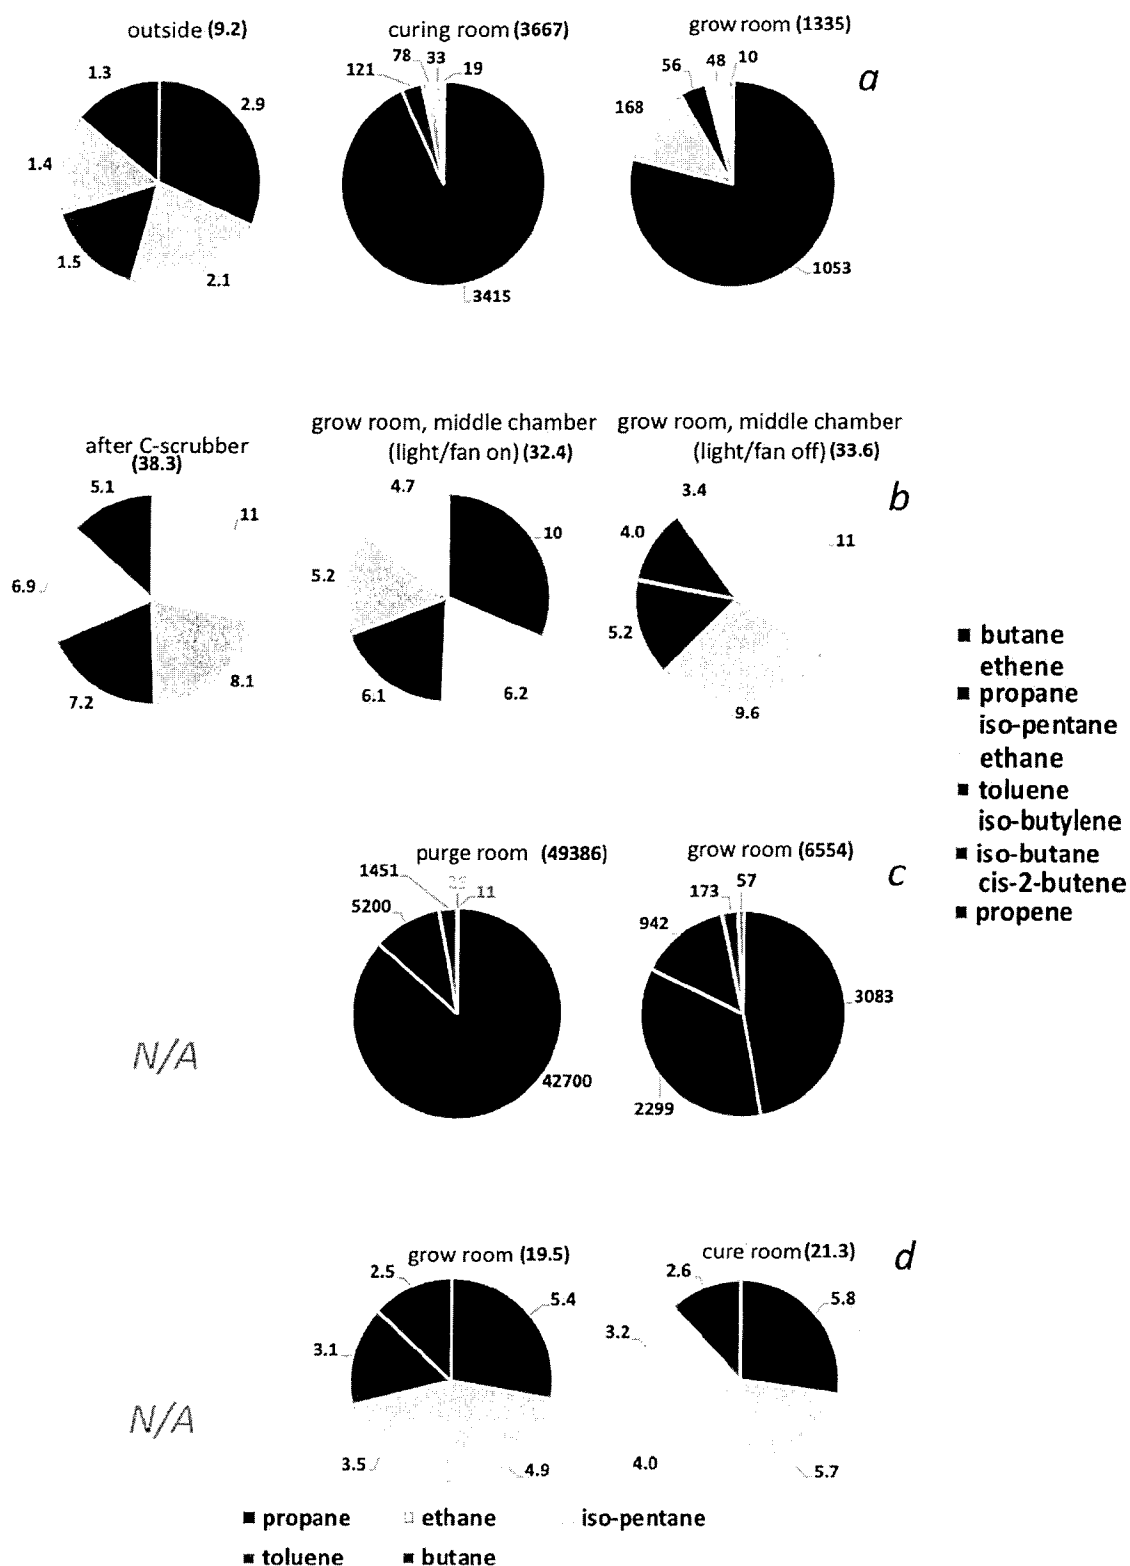 outside (9.2)
curing room (3667)
grow room (1335)
a
1.3
2.9
1.4
1.5
2.1
121
78
33
19
3415
168
56
48
10
1053
after C-scrubber
(38.3)
grow room, middle chamber
(light/fan on) (32.4)
grow room, middle chamber
(light/fan off) (33.6)
b
5.1
11
6.9
7.2
8.1
4.7
10
5.2
6.1
6.2
3.4
4.0
11
5.2
9.6
butane
ethene
propane
iso-pentane
ethane
toluene
iso-butylene
iso-butane
cis-2-butene
propene
purge room (49386)
grow room (6554)
c
1451
11
5200
42700
173
57
942
3083
2299
N/A
grow room (19.5)
cure room (21.3)
d
2.5
5.4
3.1
3.5
4.9
2.6
5.8
3.2
4.0
5.7
N/A
propane
ethane
iso-pentane
toluene
butane